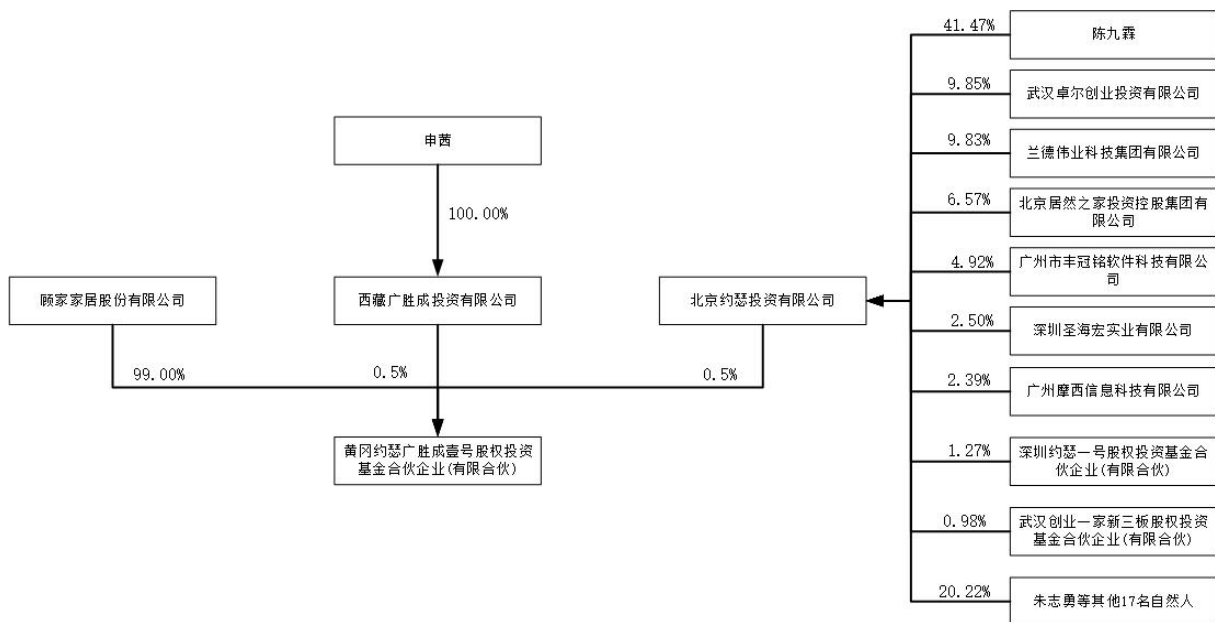 41.47%
陈九霖
9.85%
武汉卓尔创业投资有限公司
申茜
9.83%
兰德伟业科技集团有限公司
100.00%
6.57%
北京居然之家投资控股集团有
限公司
4.92%
广州市丰冠铭软件科技有限公
司
顾家家居股份有限公司
西藏广胜成投资有限公司
北京约瑟投资有限公司
2.50%
深圳圣海宏实业有限公司
99.00%
0.5%
0.5%
2.39%
广州摩西信息科技有限公司
黄冈约瑟广胜成壹号股权投资
基金合伙企业(有限合伙)
1.27%
深圳约瑟一号股权投资基金合
伙企业(有限合伙)
0.98%
武汉创业一家新三板股权投资
基金合伙企业(有限合伙)
20.22%
朱志勇等其他17名自然人